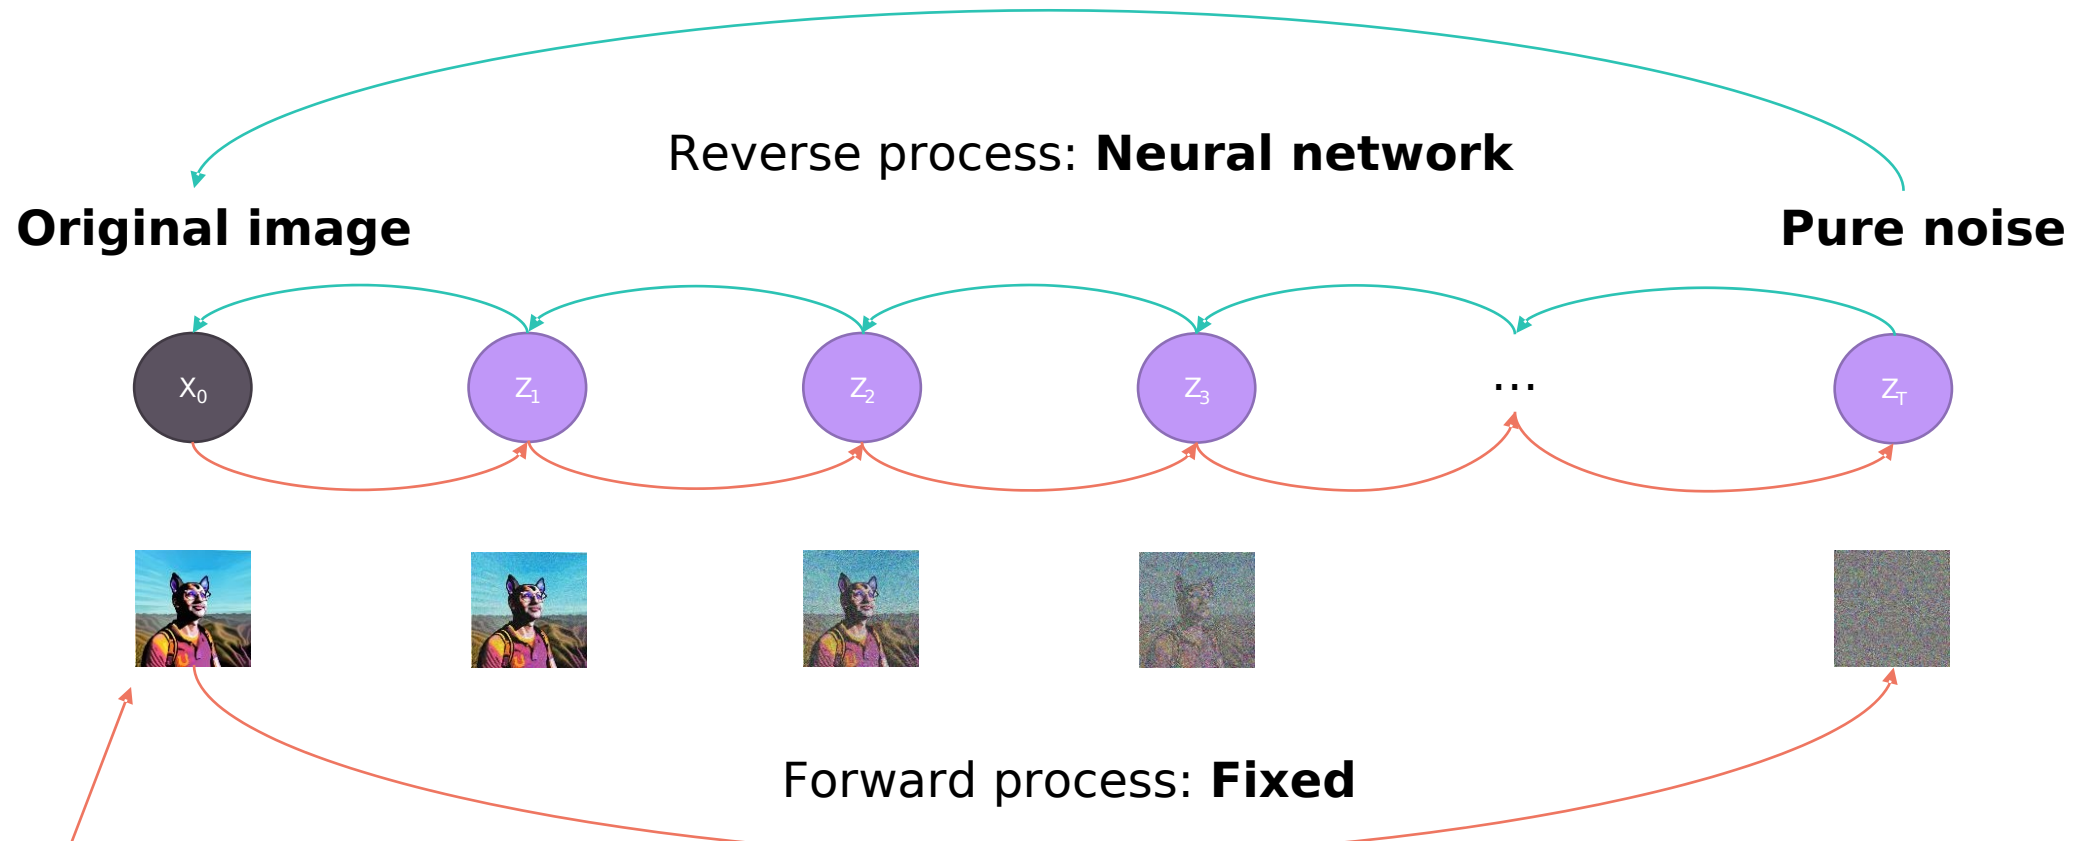 Reverse process: Neural network
Original image
Pure noise
X0 Z1 Z2 Z3 ... ZT
Forward process: Fixed